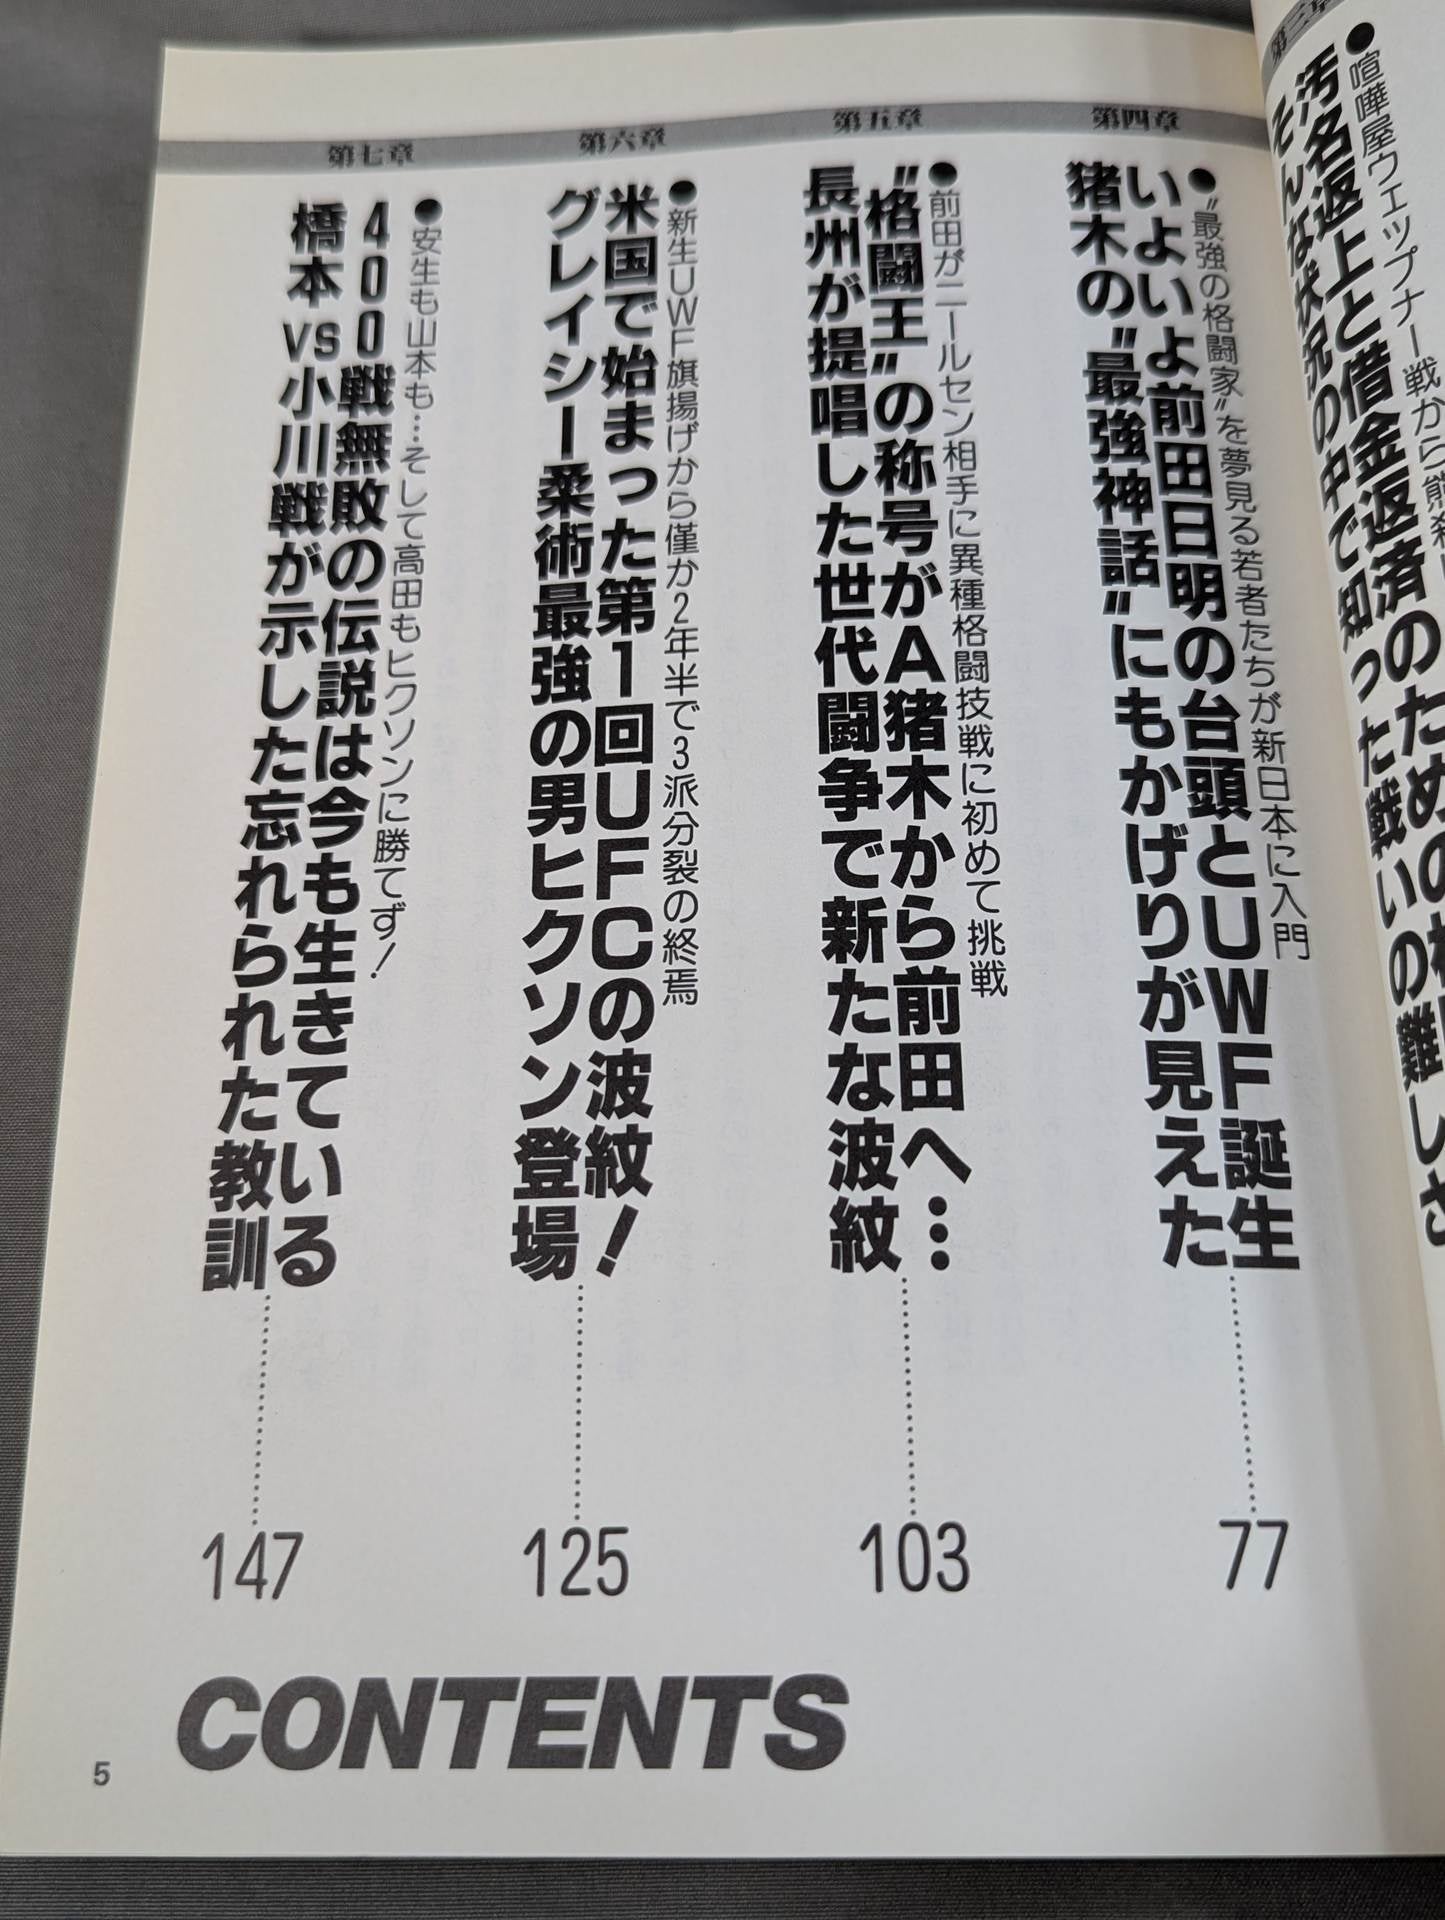 第三章
●喧嘩屋ウェップナー戦から熊殺し
汚名返上と借金返済のための
そんな状況の中で知った戦いの難しさ
第四章
●“最強の格闘家”を夢見る若者たちが新日本に入門
いよいよ前田日明の台頭とUWF誕生
猪木の“最強神話”にもかげりが見えた
77
第五章
●前田がニールセン相手に異種格闘技戦に初めて挑戦
“格闘王”の称号がA猪木から前田へ…
長州が提唱した世代闘争で新たな波紋
103
第六章
●新生UWF旗揚げから僅か2年半で3派分裂の終焉
米国で始まった第1回UFCの波紋!
グレイシー柔術最強の男ヒクソン登場
125
第七章
●安生も山本も…そして高田もヒクソンに勝てず!
400戦無敗の伝説は今も生きている
橋本vs小川戦が示した忘れられた教訓
147
CONTENTS
5